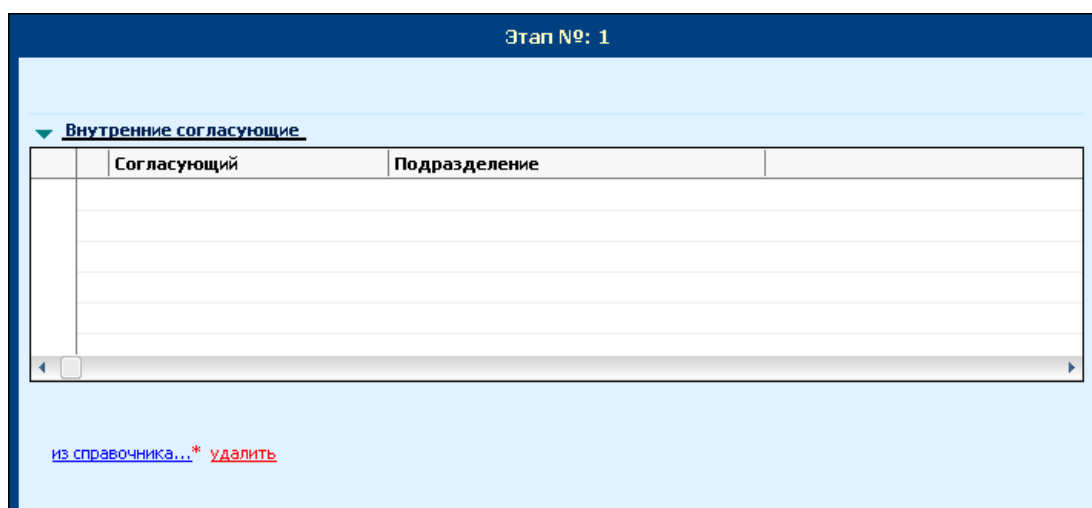 Этап №: 1
Внутренние согласующие
Согласующий Подразделение
из справочника...* удалить